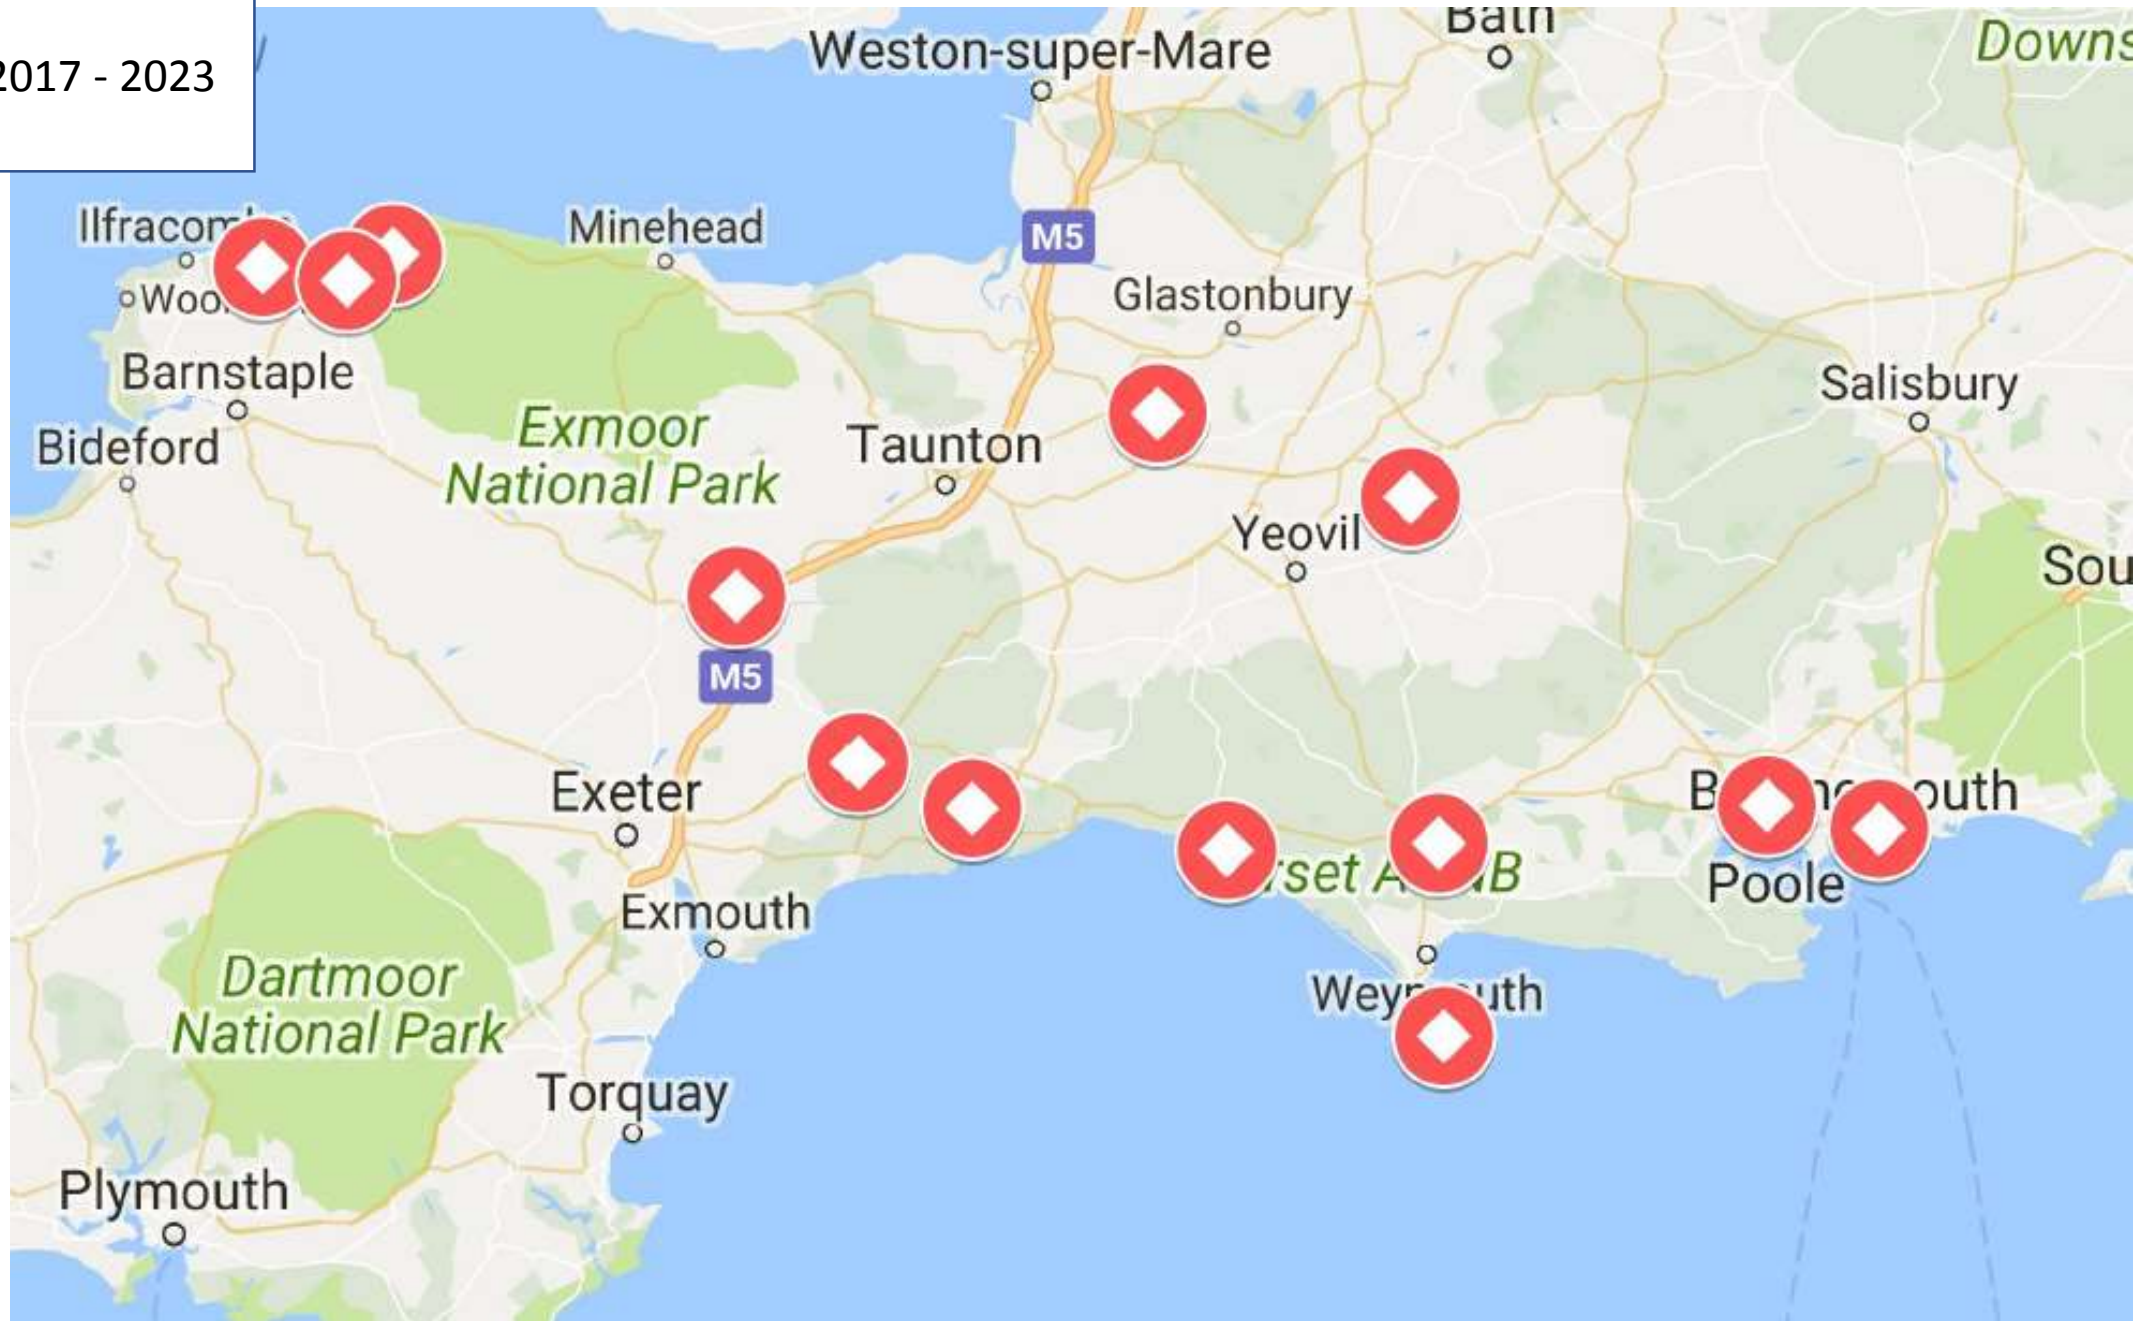 2017 - 2023
Bath
Weston-super-Mare
Downs
Minehead
M5
Glastonbury
Barnstaple
Salisbury
Exmoor
National Park
Bideford
Taunton
Yeovil
M5
Exeter
Poole
Exmouth
Dartmoor
National Park
Torquay
Plymouth